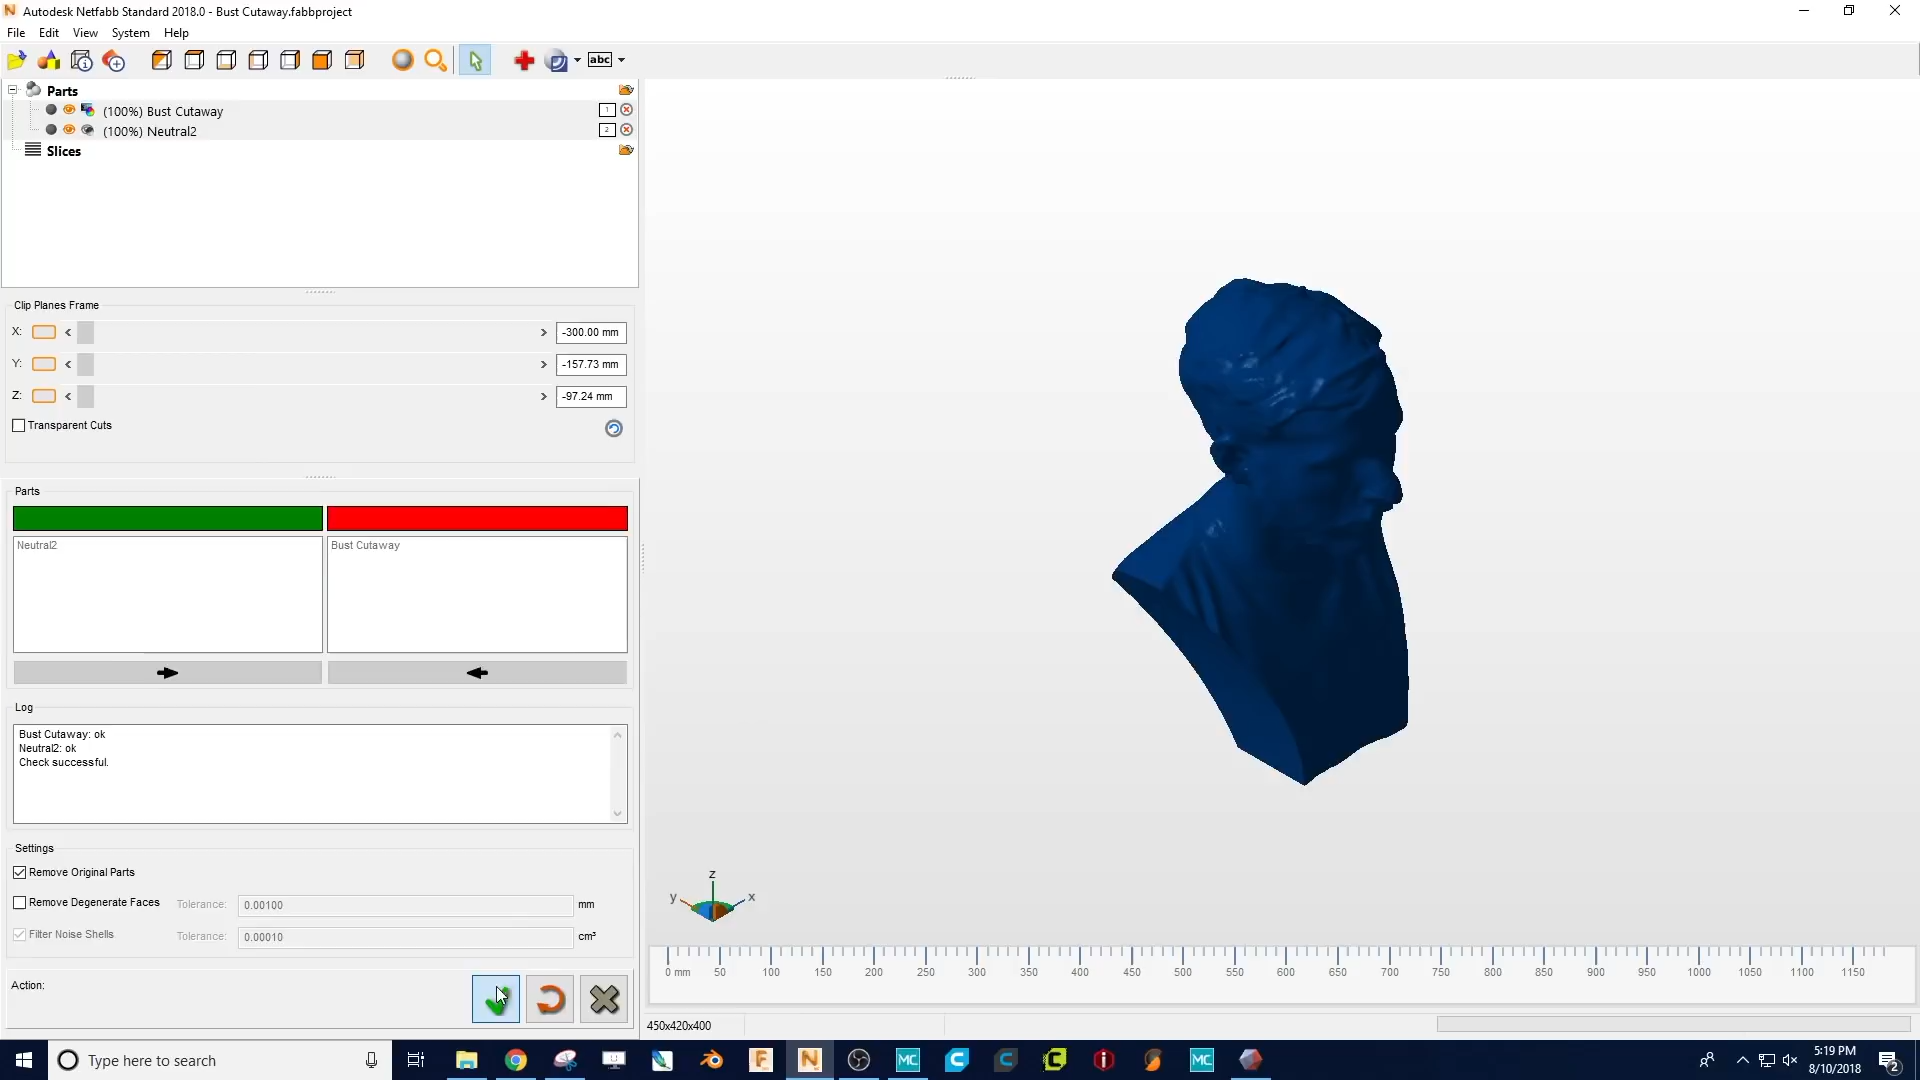 Autodesk Netfabb Standard 2018.0 - Bust Cutaway.fabbproject
File Edit View System Help
abc
Parts
(100%) Bust Cutaway 1
(100%) Neutral2 2
Slices
Clip Planes Frame
X: -300.00 mm
Y: -157.73 mm
Z: -97.24 mm
Transparent Cuts
Parts
Neutral2 Bust Cutaway
Log
Bust Cutaway: ok
Neutral2: ok
Check successful.
Settings
Remove Original Parts
Remove Degenerate Faces Tolerance: 0.00100 mm
Filter Noise Shells Tolerance: 0.00010 cm³
Action:
z
y x
0 mm 50 100 150 200 250 300 350 400 450 500 550 600 650 700 750 800 850 900 950 1000 1050 1100 1150
450x420x400
Type here to search
MC
MC
5:19 PM
8/10/2018
2